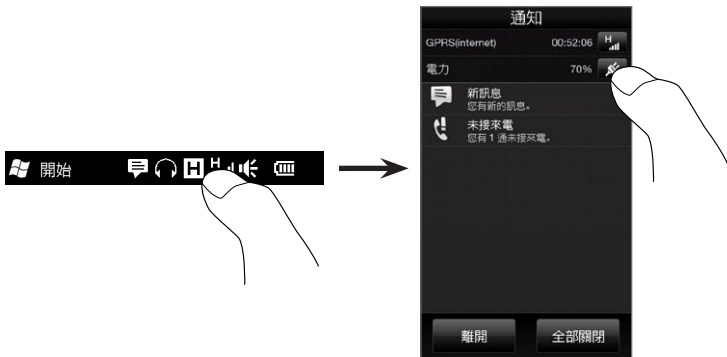 開始
H
H
通知
GPRS(internet) 00:52:06 H
電力 70%
新訊息
您有新的訊息。
未接來電
您有 1 通未接來電。
離開 全部關閉